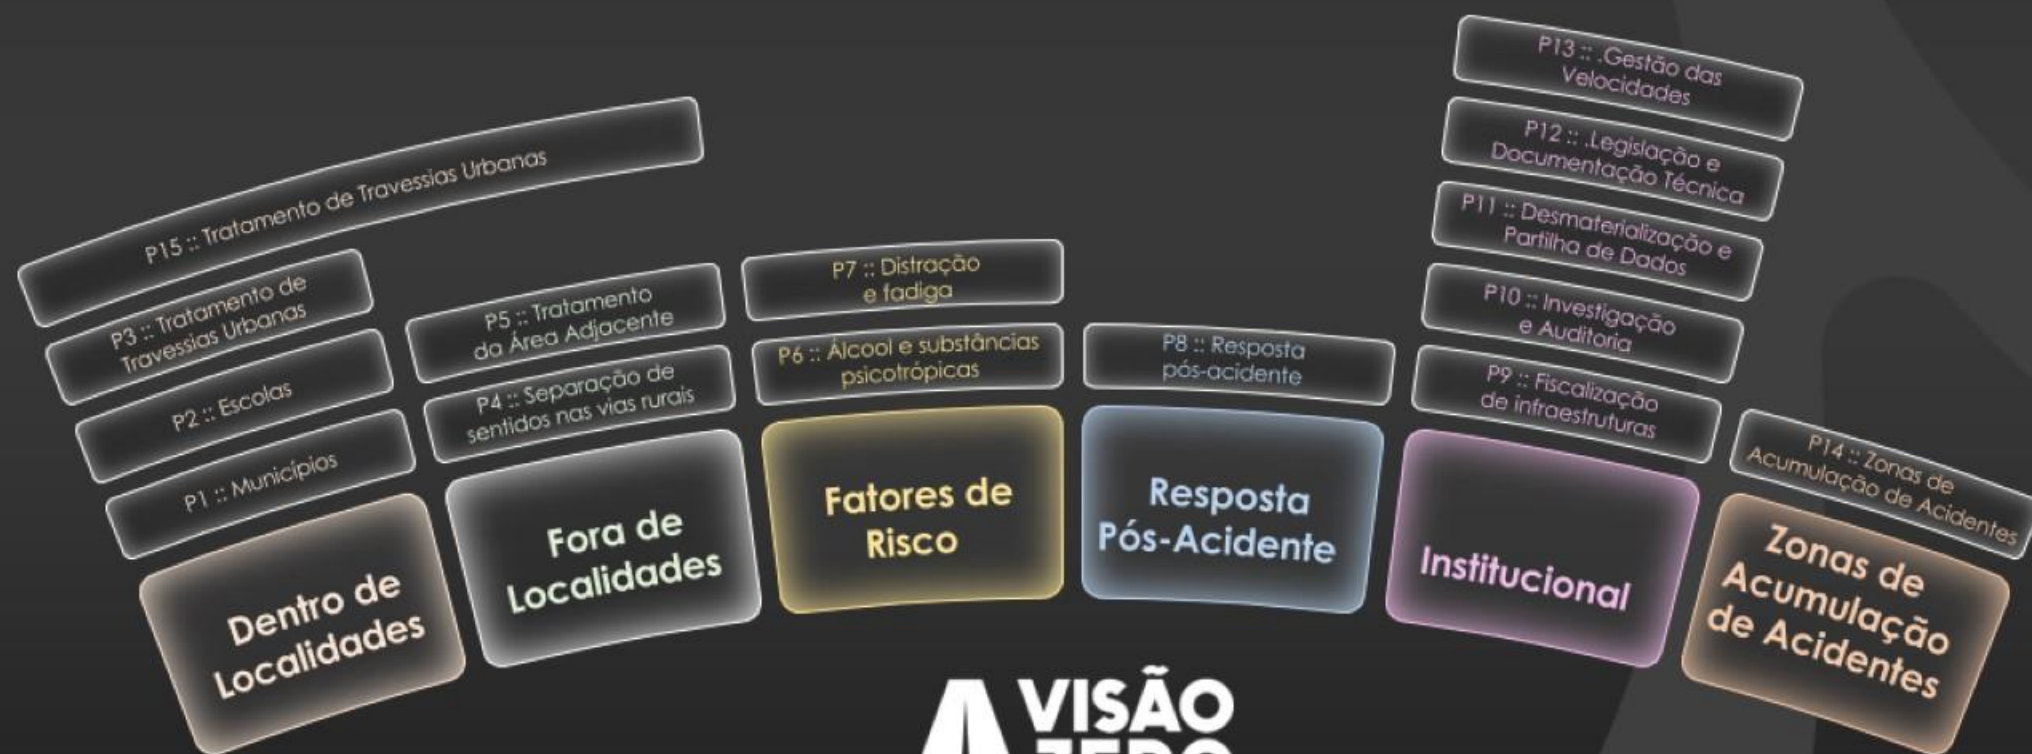 P15 :: Tratamento de Travessias Urbanas
P3 :: Tratamento de
Travessias Urbanas
P2 :: Escolas
P1 :: Municípios
Dentro de
Localidades
P5 :: Tratamento
da Área Adjacente
P4 :: Separação de
sentidos nas vias rurais
Fora de
Localidades
P7 :: Distração
e fadiga
P6 :: Álcool e substâncias
psicotrópicas
Fatores de
Risco
P8 :: Resposta
pós-acidente
Resposta
Pós-Acidente
P13 :: .Gestão das
Velocidades
P12 :: .Legislação e
Documentação Técnica
P11 :: Desmaterialização e
Partilha de Dados
P10 :: Investigação
e Auditoria
P9 :: Fiscalização
de infraestruturas
Institucional
P14 :: Zonas de
Acumulação de Acidentes
Zonas de
Acumulação
de Acidentes
VISÃO
ZERO